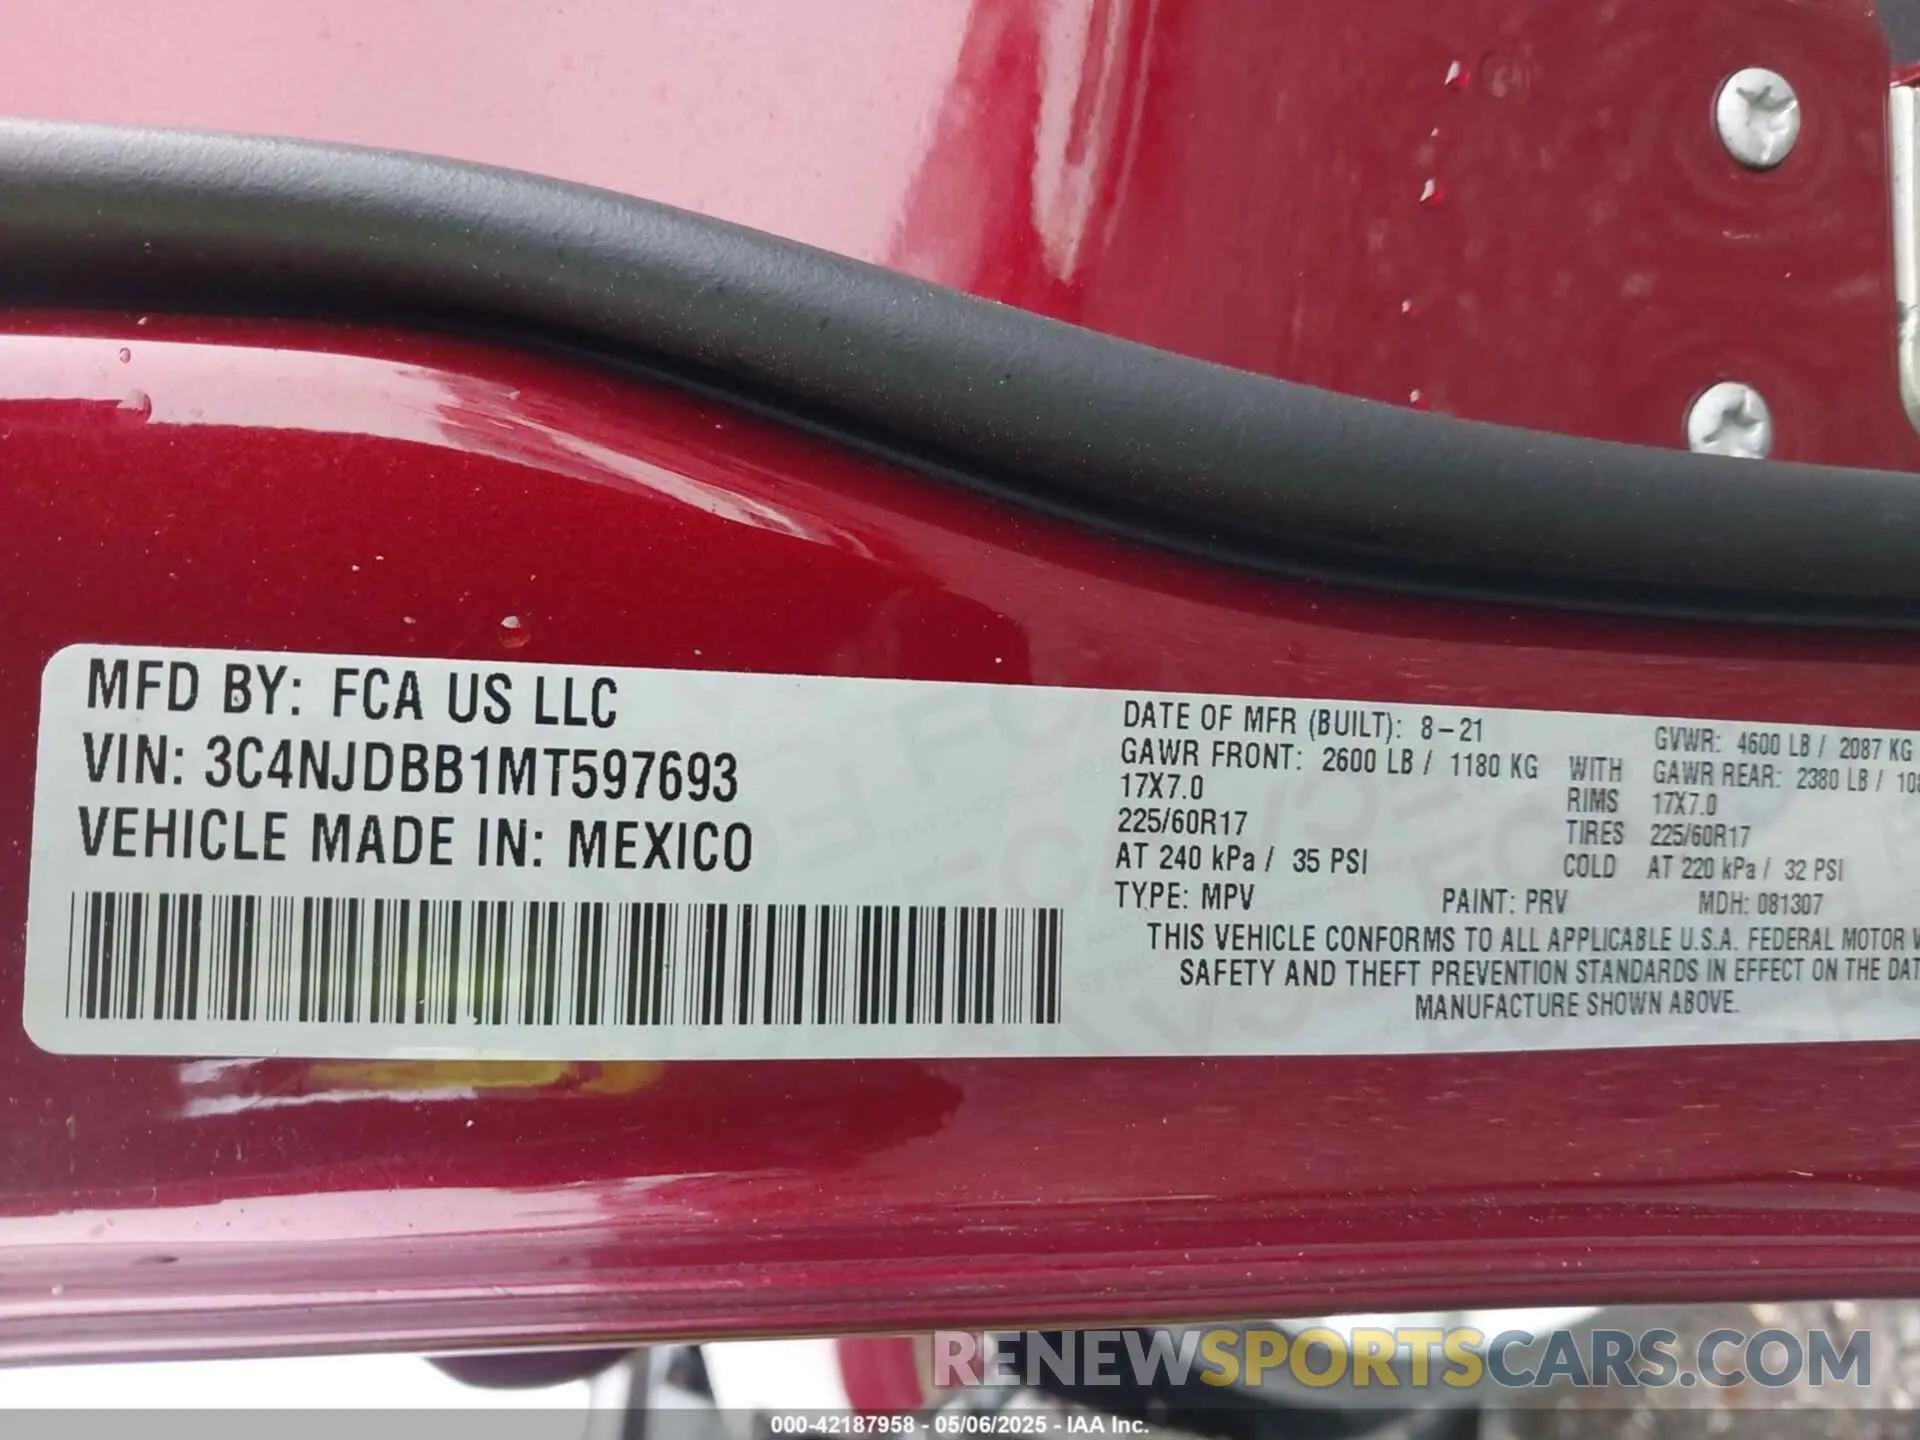 MFD BY: FCA US LLC
VIN: 3C4NJDBB1MT597693
VEHICLE MADE IN: MEXICO
DATE OF MFR (BUILT): 8-21
GVWR: 4600 LB / 2087 KG
GAWR FRONT: 2600 LB / 1180 KG WITH GAWR REAR: 2380 LB /
17X7.0 RIMS 17X7.0
225/60R17 TIRES 225/60R17
AT 240 kPa / 35 PSI COLD AT 220 kPa / 32 PSI
TYPE: MPV PAINT: PRV MDH: 081307
THIS VEHICLE CONFORMS TO ALL APPLICABLE U.S.A. FEDERAL MOTOR
SAFETY AND THEFT PREVENTION STANDARDS IN EFFECT ON THE
MANUFACTURE SHOWN ABOVE.
RENEWSPORTSCARS.COM
000-42187958 - 05/06/2025 - IAA Inc.